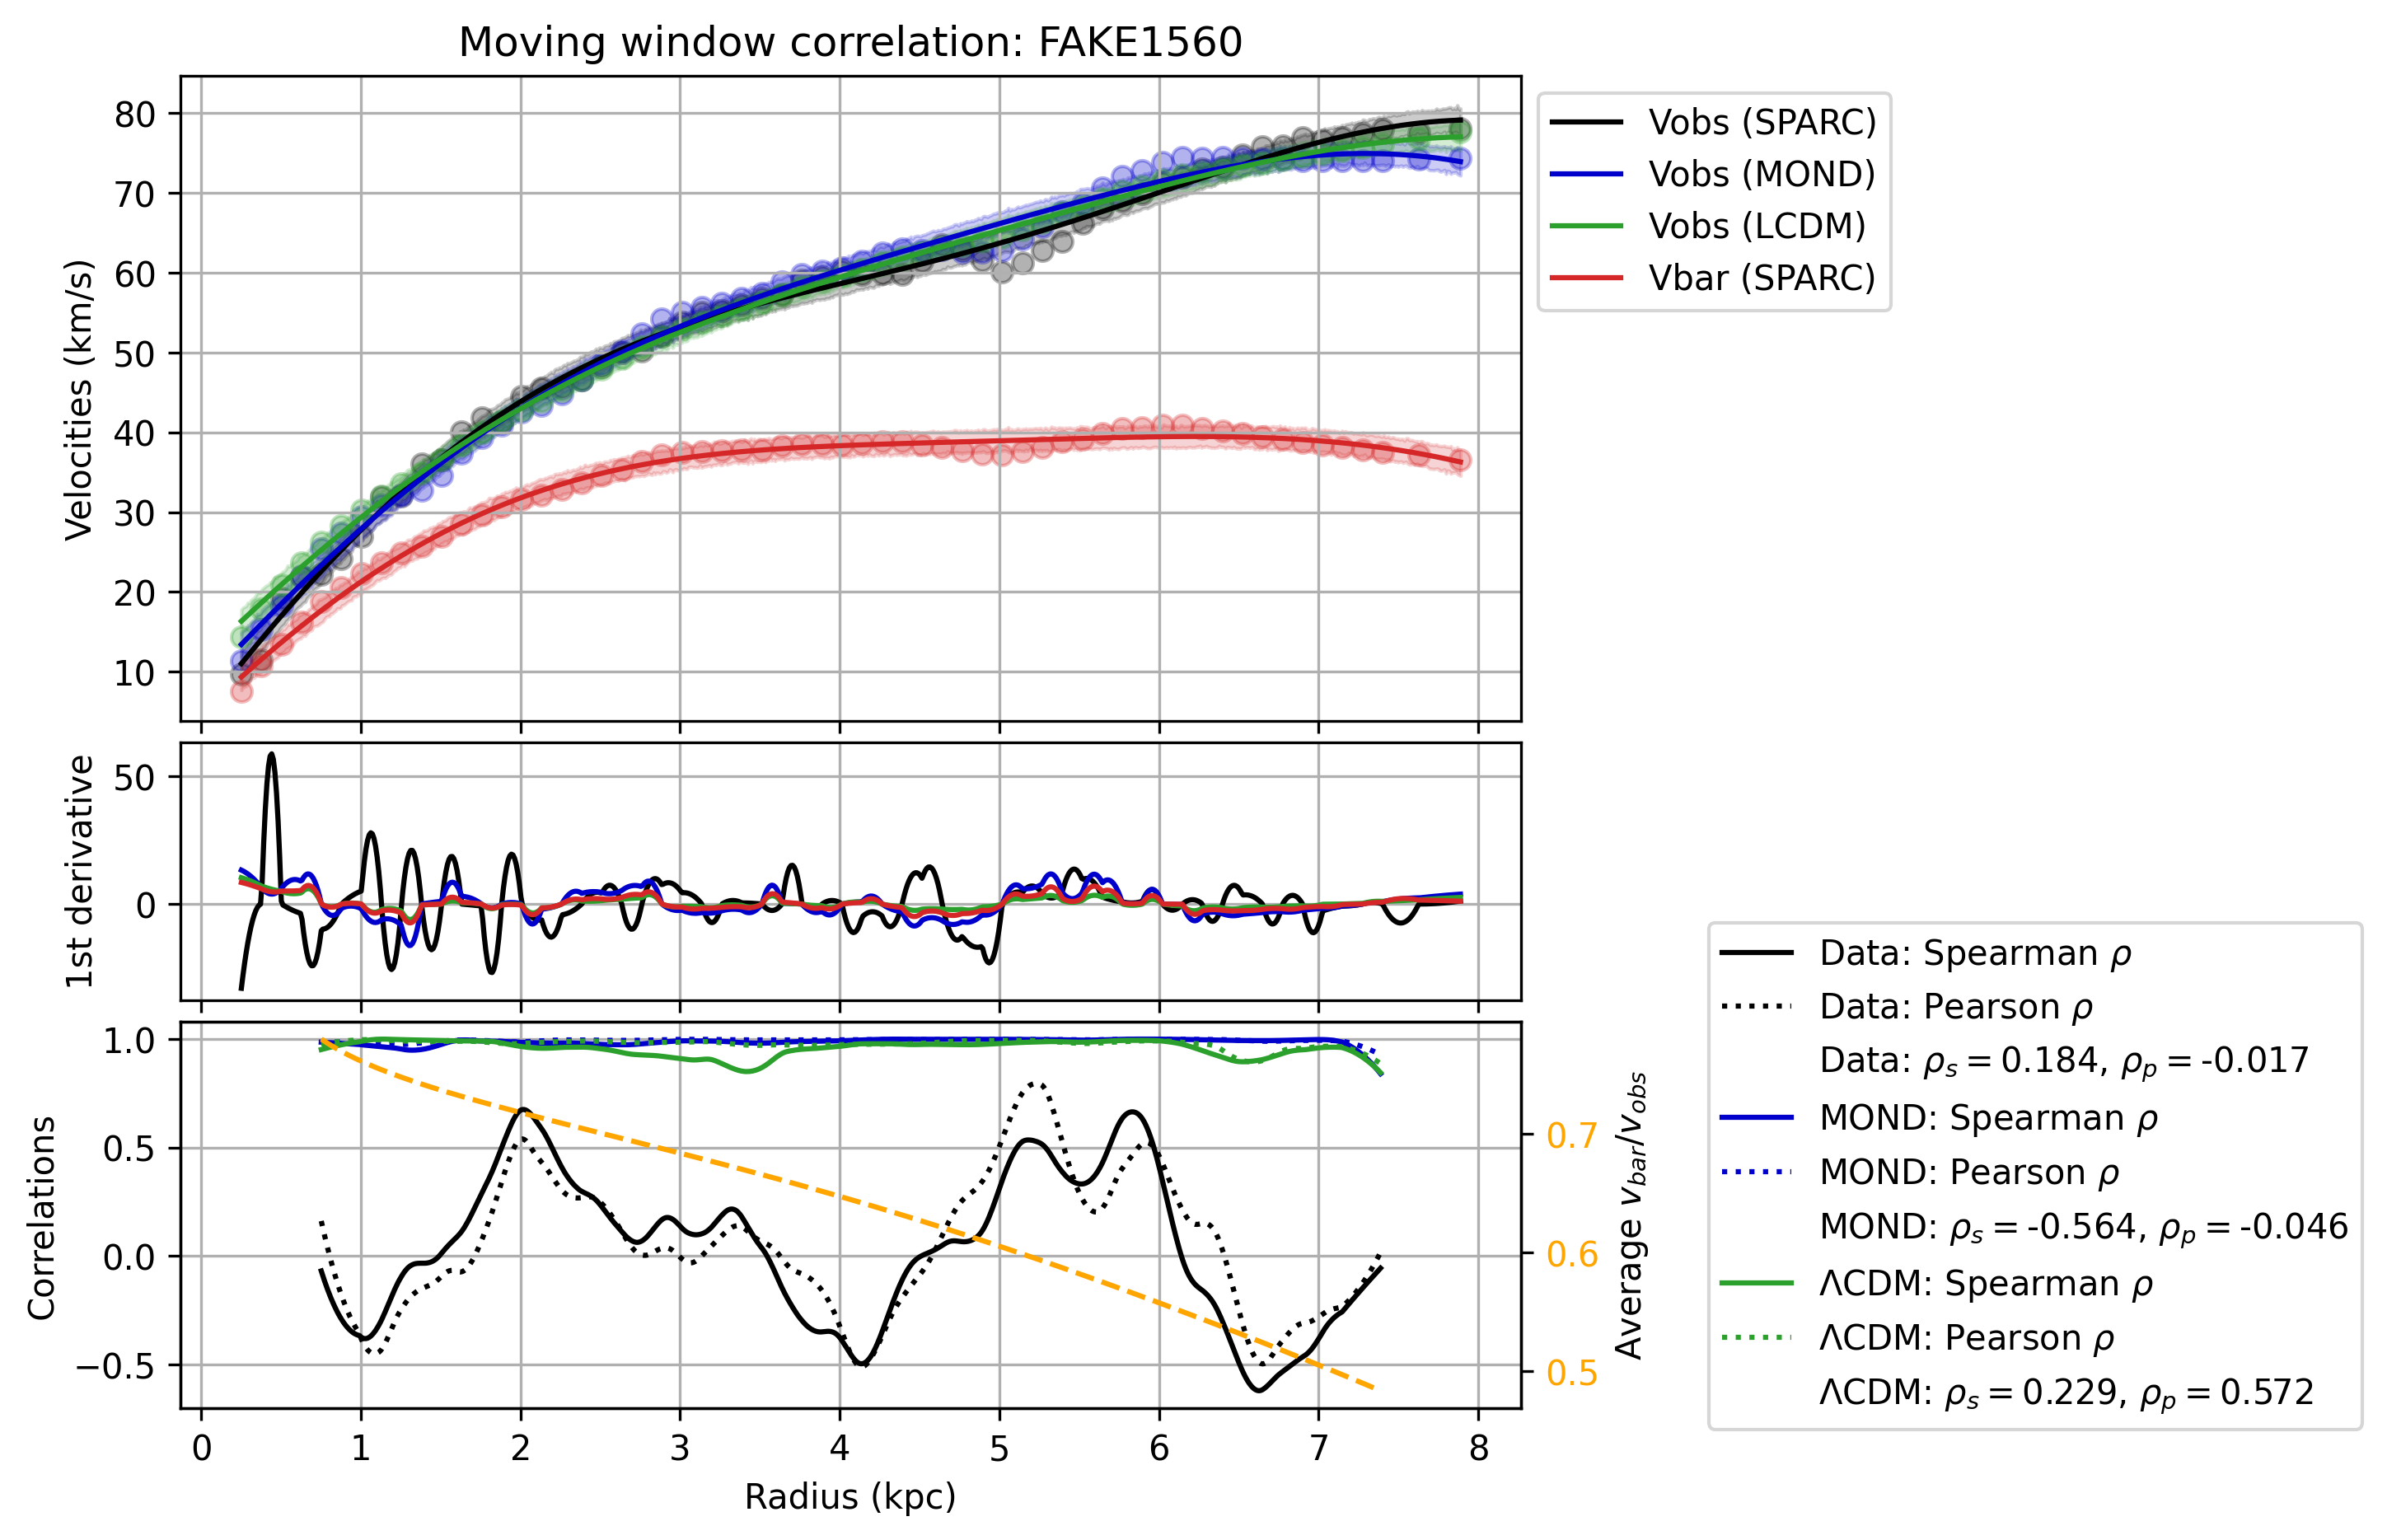 Moving window correlation: FAKE1560
Velocities (km/s)
80
70
60
50
40
30
20
10
Vobs (SPARC)
Vobs (MOND)
Vobs (LCDM)
Vbar (SPARC)
1st derivative
50
0
Correlations
1.0
0.5
0.0
−0.5
0.7
0.6
0.5
Average v_bar/v_obs
0 1 2 3 4 5 6 7 8
Radius (kpc)
Data: Spearman ρ
Data: Pearson ρ
Data: ρ_s = 0.184, ρ_p = -0.017
MOND: Spearman ρ
MOND: Pearson ρ
MOND: ρ_s = -0.564, ρ_p = -0.046
ΛCDM: Spearman ρ
ΛCDM: Pearson ρ
ΛCDM: ρ_s = 0.229, ρ_p = 0.572